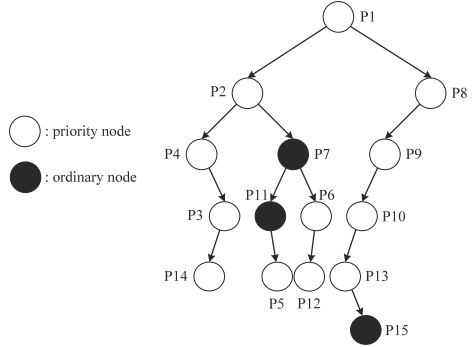 P1
P2
P8
: priority node
P4
P7
P9
: ordinary node
P11
P6
P3
P10
P14
P5
P12
P13
P15